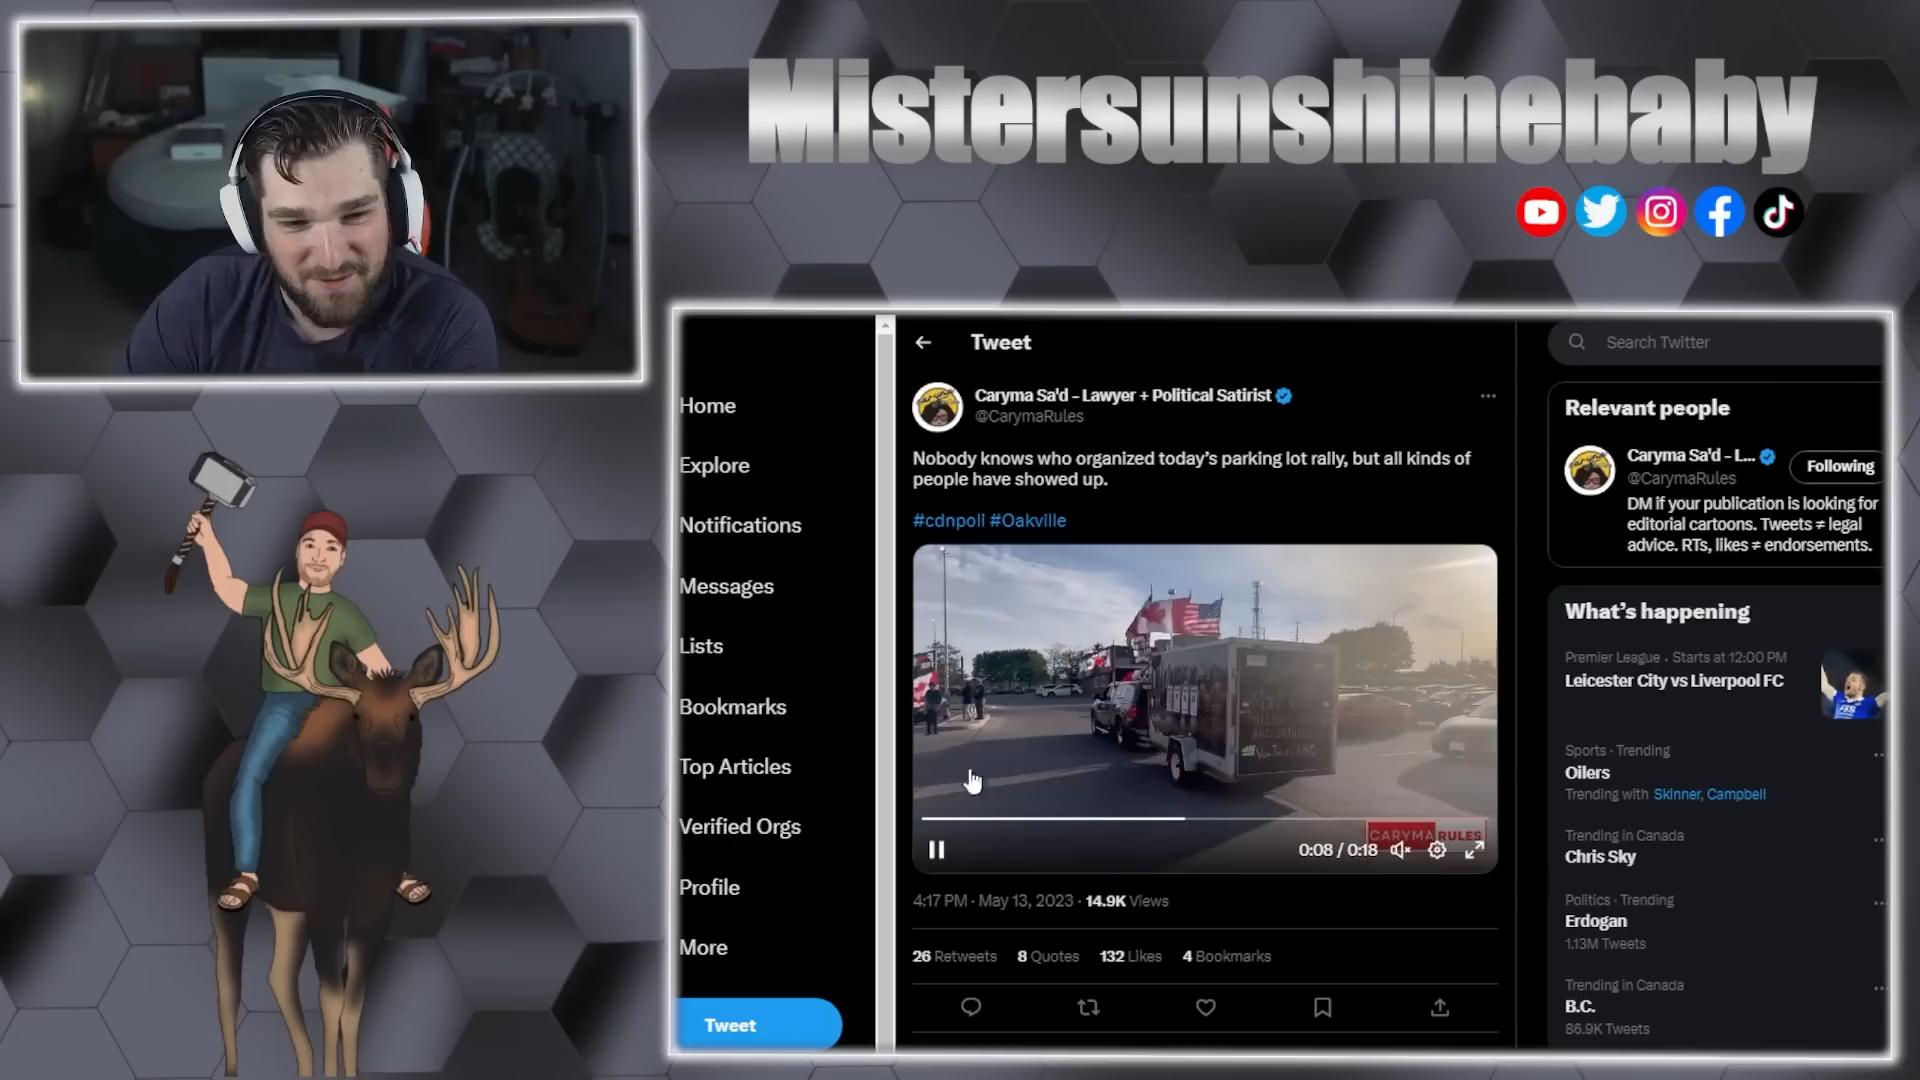 Mistersunshinebaby
Home
Explore
Notifications
Messages
Lists
Bookmarks
Top Articles
Verified Orgs
Profile
More
Tweet
Tweet
Caryma Sa'd - Lawyer + Political Satirist
@CarymaRules
Nobody knows who organized today's parking lot rally, but all kinds of
people have showed up.
#cdnpoli #Oakville
CARYMARULES
0:08 / 0:18
4:17 PM · May 13, 2023 · 14.9K Views
26 Retweets 8 Quotes 132 Likes 4 Bookmarks
Search Twitter
Relevant people
Caryma Sa'd - L...
Following
@CarymaRules
DM if your publication is looking for
editorial cartoons. Tweets ≠ legal
advice. RTs, likes ≠ endorsements.
What's happening
Premier League · Starts at 12:00 PM
Leicester City vs Liverpool FC
Sports · Trending
Oilers
Trending with Skinner, Campbell
Trending in Canada
Chris Sky
Politics · Trending
Erdogan
1.13M Tweets
Trending in Canada
B.C.
86.9K Tweets